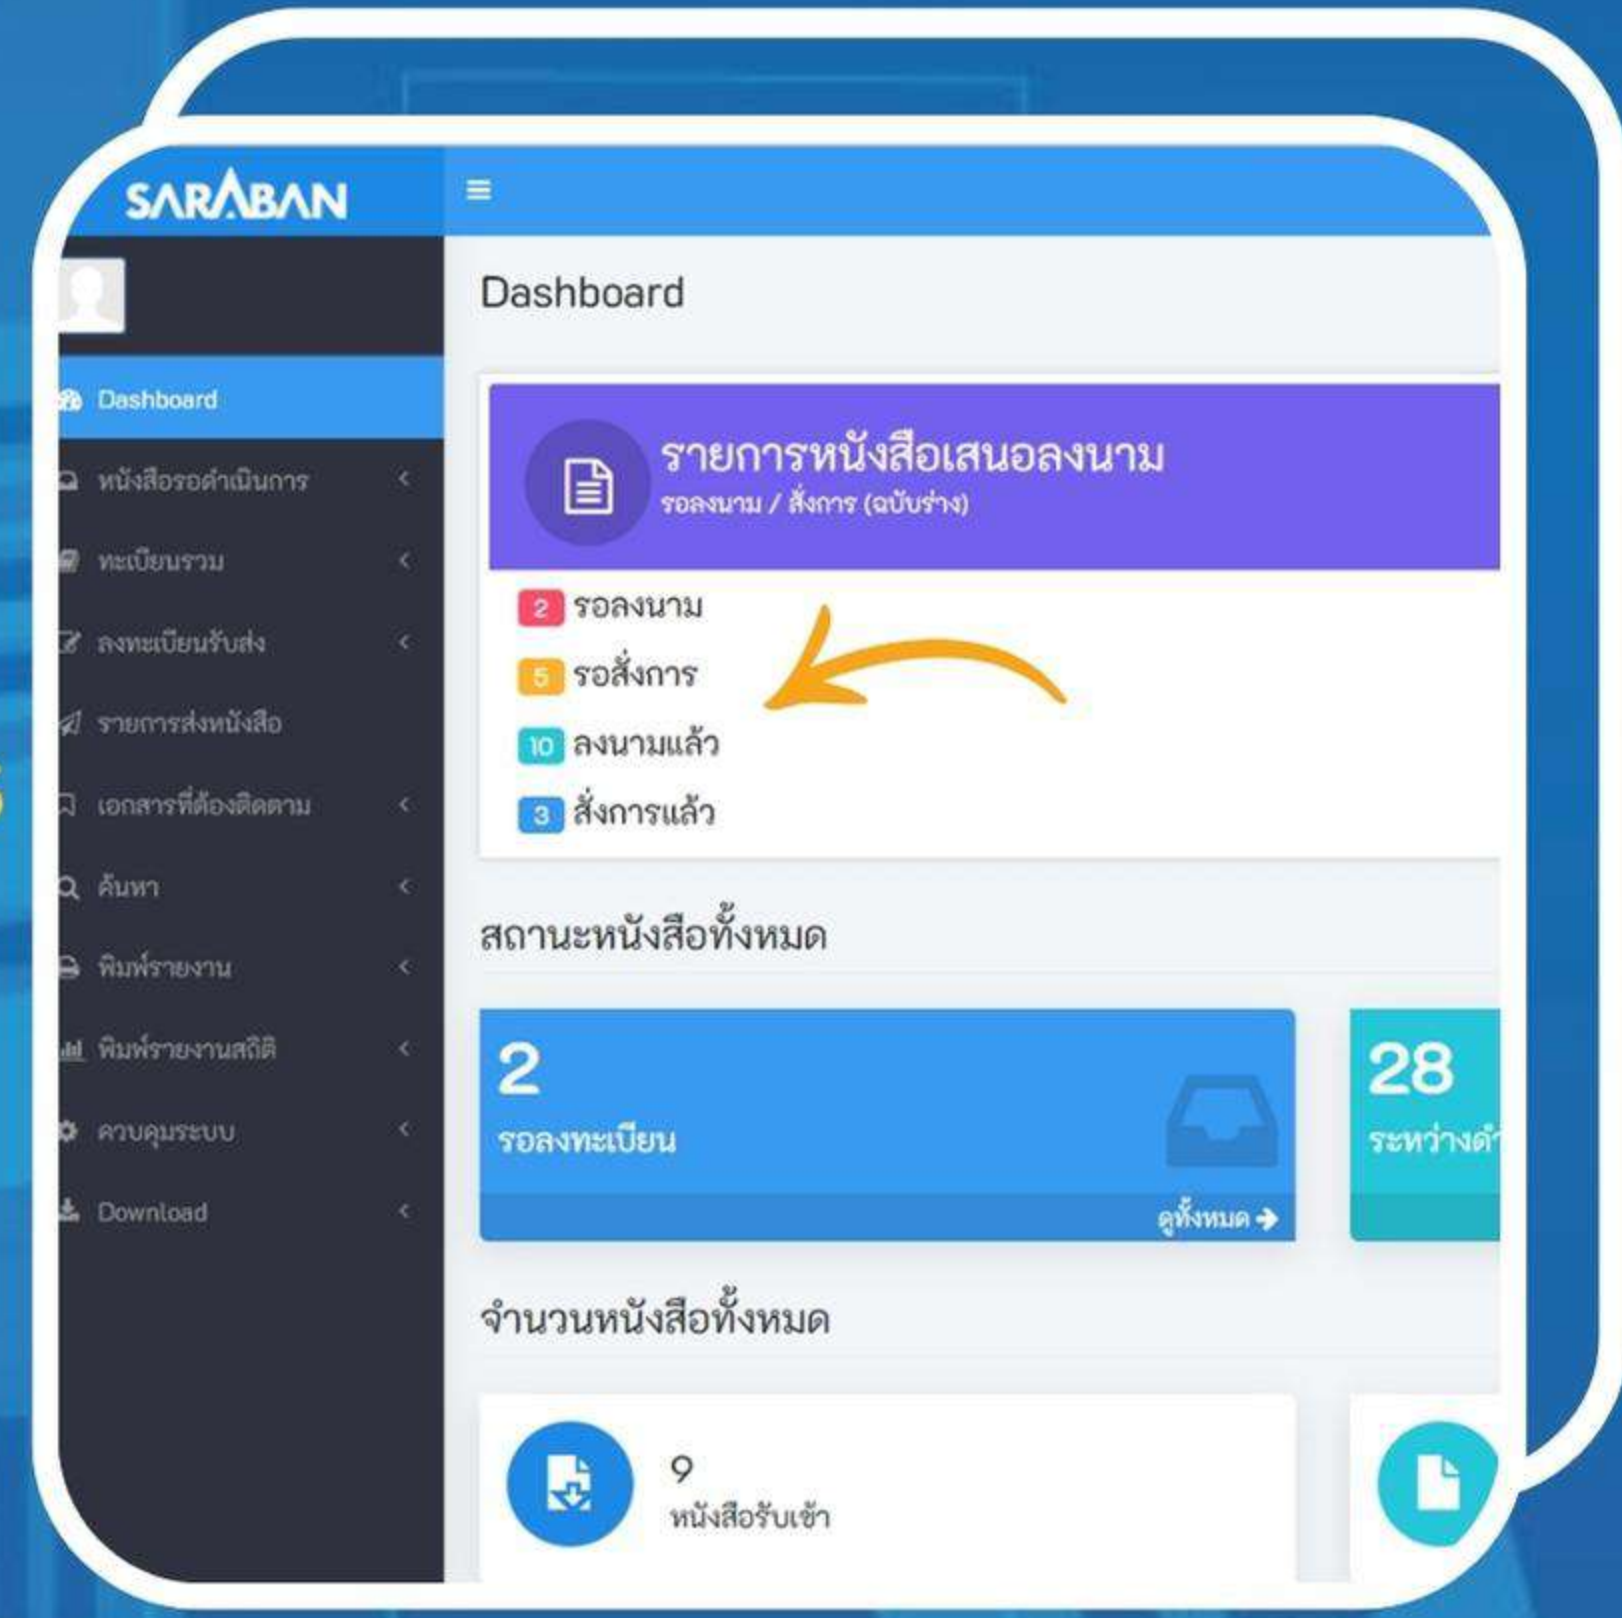 SARABAN
Dashboard
Dashboard
หนังสือรอดำเนินการ
ทะเบียนรวม
ลงทะเบียนรับส่ง
รายการส่งหนังสือ
เอกสารที่ต้องติดตาม
ค้นหา
พิมพ์รายงาน
พิมพ์รายงานสถิติ
ควบคุมระบบ
Download
รายการหนังสือเสนอลงนาม
รอลงนาม / สั่งการ (ฉบับร่าง)
2 รอลงนาม
5 รอสั่งการ
10 ลงนามแล้ว
3 สั่งการแล้ว
สถานะหนังสือทั้งหมด
2
รอลงทะเบียน
ดูทั้งหมด
28
ระหว่างดำ
จำนวนหนังสือทั้งหมด
9
หนังสือรับเข้า